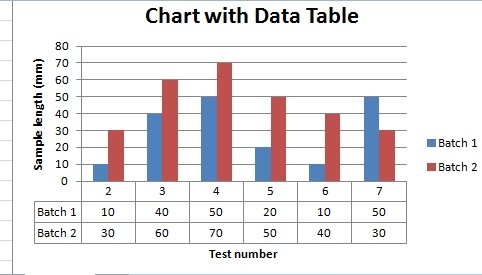 Chart with Data Table
Sample length (mm)
80
70
60
50
40
30
20
10
0
2 3 4 5 6 7
Batch 1 10 40 50 20 10 50
Batch 2 30 60 70 50 40 30
Test number
Batch 1
Batch 2